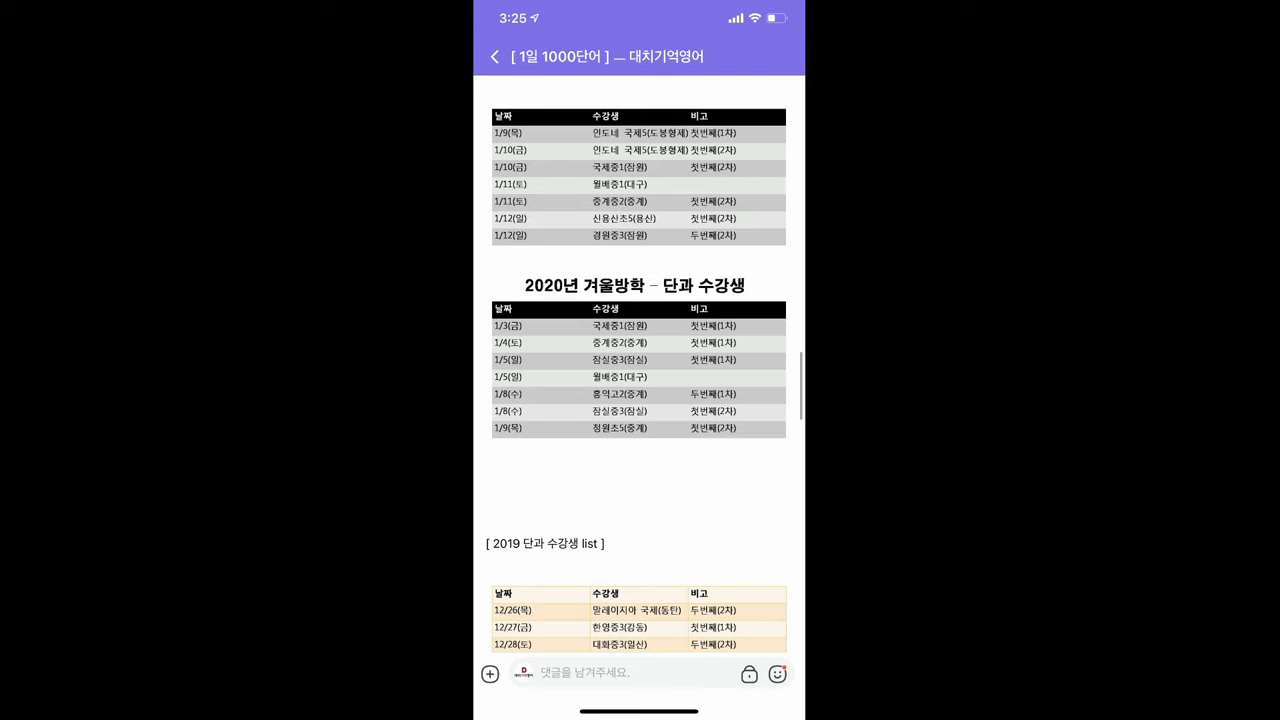 3:25
[ 1일 1000단어 ] — 대치기억영어
날짜 수강생 비고
1/9(목) 인도네 국제5(도봉형제) 첫번째(1차)
1/10(금) 인도네 국제5(도봉형제) 첫번째(2차)
1/10(금) 국제중1(잠원) 첫번째(2차)
1/11(토) 월배중1(대구)
1/11(토) 중계중2(중계) 첫번째(2차)
1/12(일) 신용산초5(용산) 첫번째(2차)
1/12(일) 경원중3(잠원) 두번째(2차)
2020년 겨울방학 – 단과 수강생
날짜 수강생 비고
1/3(금) 국제중1(잠원) 첫번째(1차)
1/4(토) 중계중2(중계) 첫번째(1차)
1/5(일) 잠실중3(잠실) 첫번째(1차)
1/5(일) 월배중1(대구)
1/8(수) 홍익고2(중계) 두번째(1차)
1/8(수) 잠실중3(잠실) 첫번째(2차)
1/9(목) 청원초5(중계) 첫번째(2차)
[ 2019 단과 수강생 list ]
날짜 수강생 비고
12/26(목) 말레이지아 국제(동탄) 두번째(2차)
12/27(금) 한영중3(강동) 첫번째(1차)
12/28(토) 대화중3(일산) 두번째(2차)
D
대치기억영어
댓글을 남겨주세요.